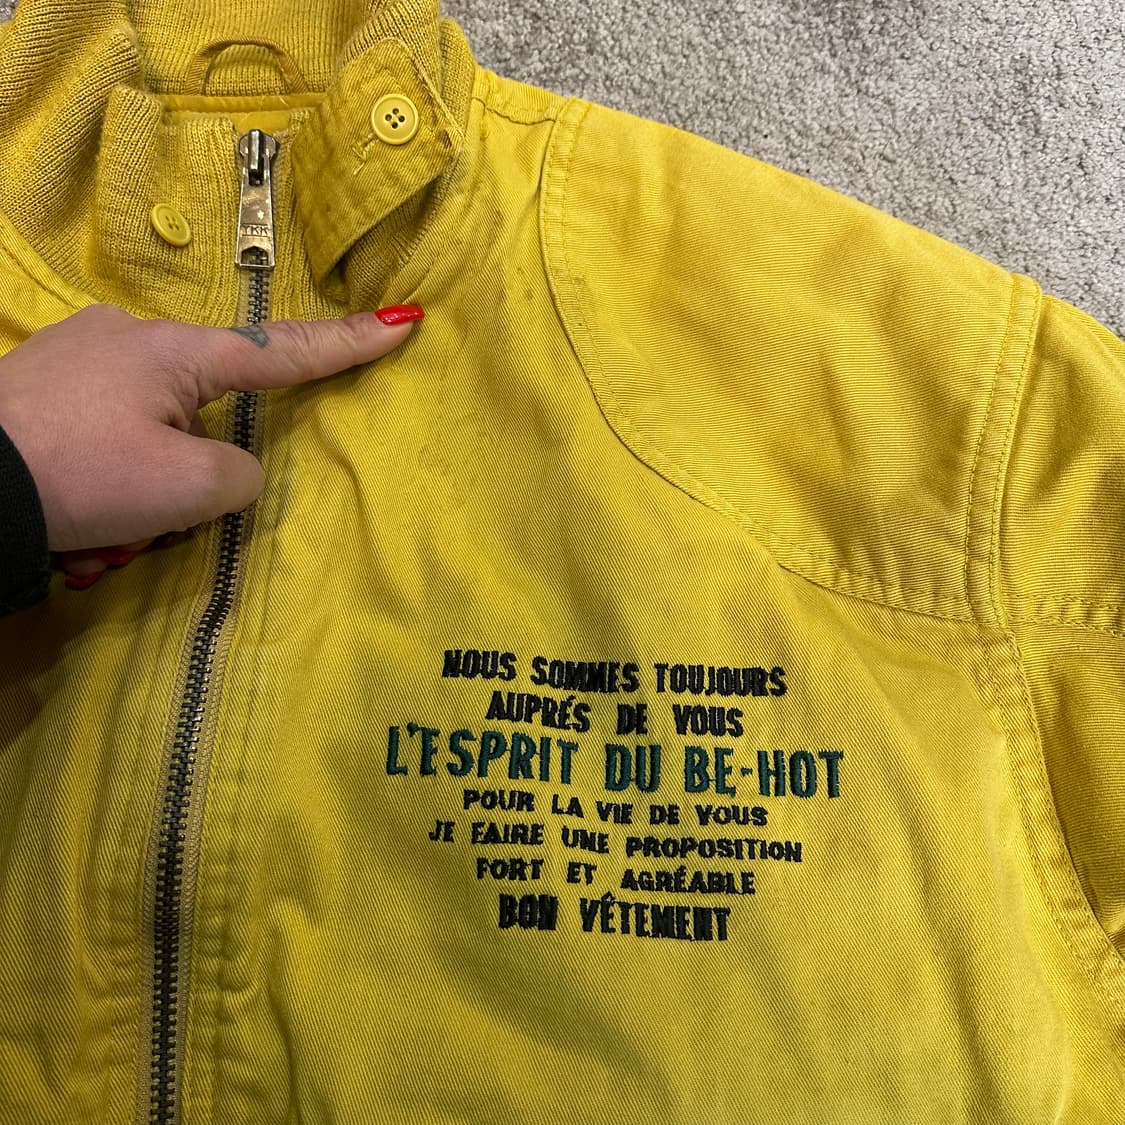 YKK
NOUS SOMMES TOUJOURS
AUPRÉS DE VOUS
L'ESPRIT DU BE-HOT
POUR LA VIE DE VOUS
JE FAIRE UNE PROPOSITION
FORT ET AGRÉABLE
BON VÊTEMENT